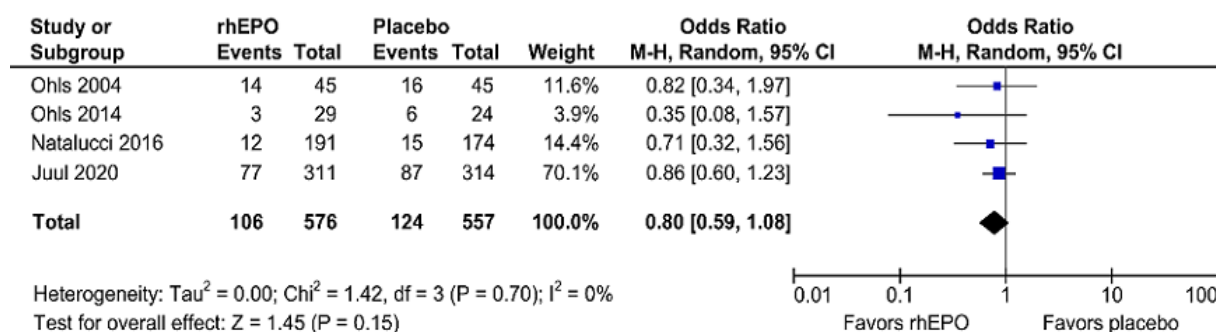 Study or rhEPO Placebo Odds Ratio Odds Ratio
Subgroup Events Total Events Total Weight M-H, Random, 95% CI M-H, Random, 95% CI
Ohls 2004 14 45 16 45 11.6% 0.82 [0.34, 1.97]
Ohls 2014 3 29 6 24 3.9% 0.35 [0.08, 1.57]
Natalucci 2016 12 191 15 174 14.4% 0.71 [0.32, 1.56]
Juul 2020 77 311 87 314 70.1% 0.86 [0.60, 1.23]
Total 106 576 124 557 100.0% 0.80 [0.59, 1.08]
Heterogeneity: Tau² = 0.00; Chi² = 1.42, df = 3 (P = 0.70); I² = 0%
0.01 0.1 1 10 100
Test for overall effect: Z = 1.45 (P = 0.15) Favors rhEPO Favors placebo